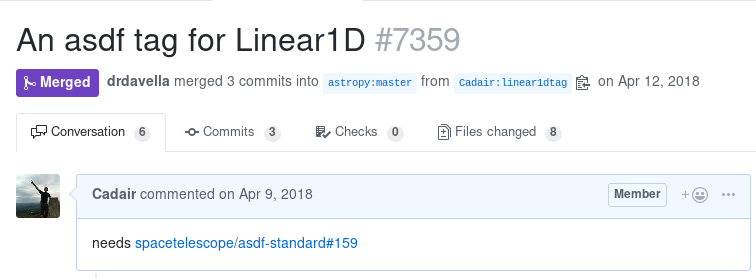 An asdf tag for Linear1D #7359
Merged drdavella merged 3 commits into astropy:master from Cadair:linear1dtag on Apr 12, 2018
Conversation 6 Commits 3 Checks 0 Files changed 8
Cadair commented on Apr 9, 2018 Member + ...
needs spacetelescope/asdf-standard#159